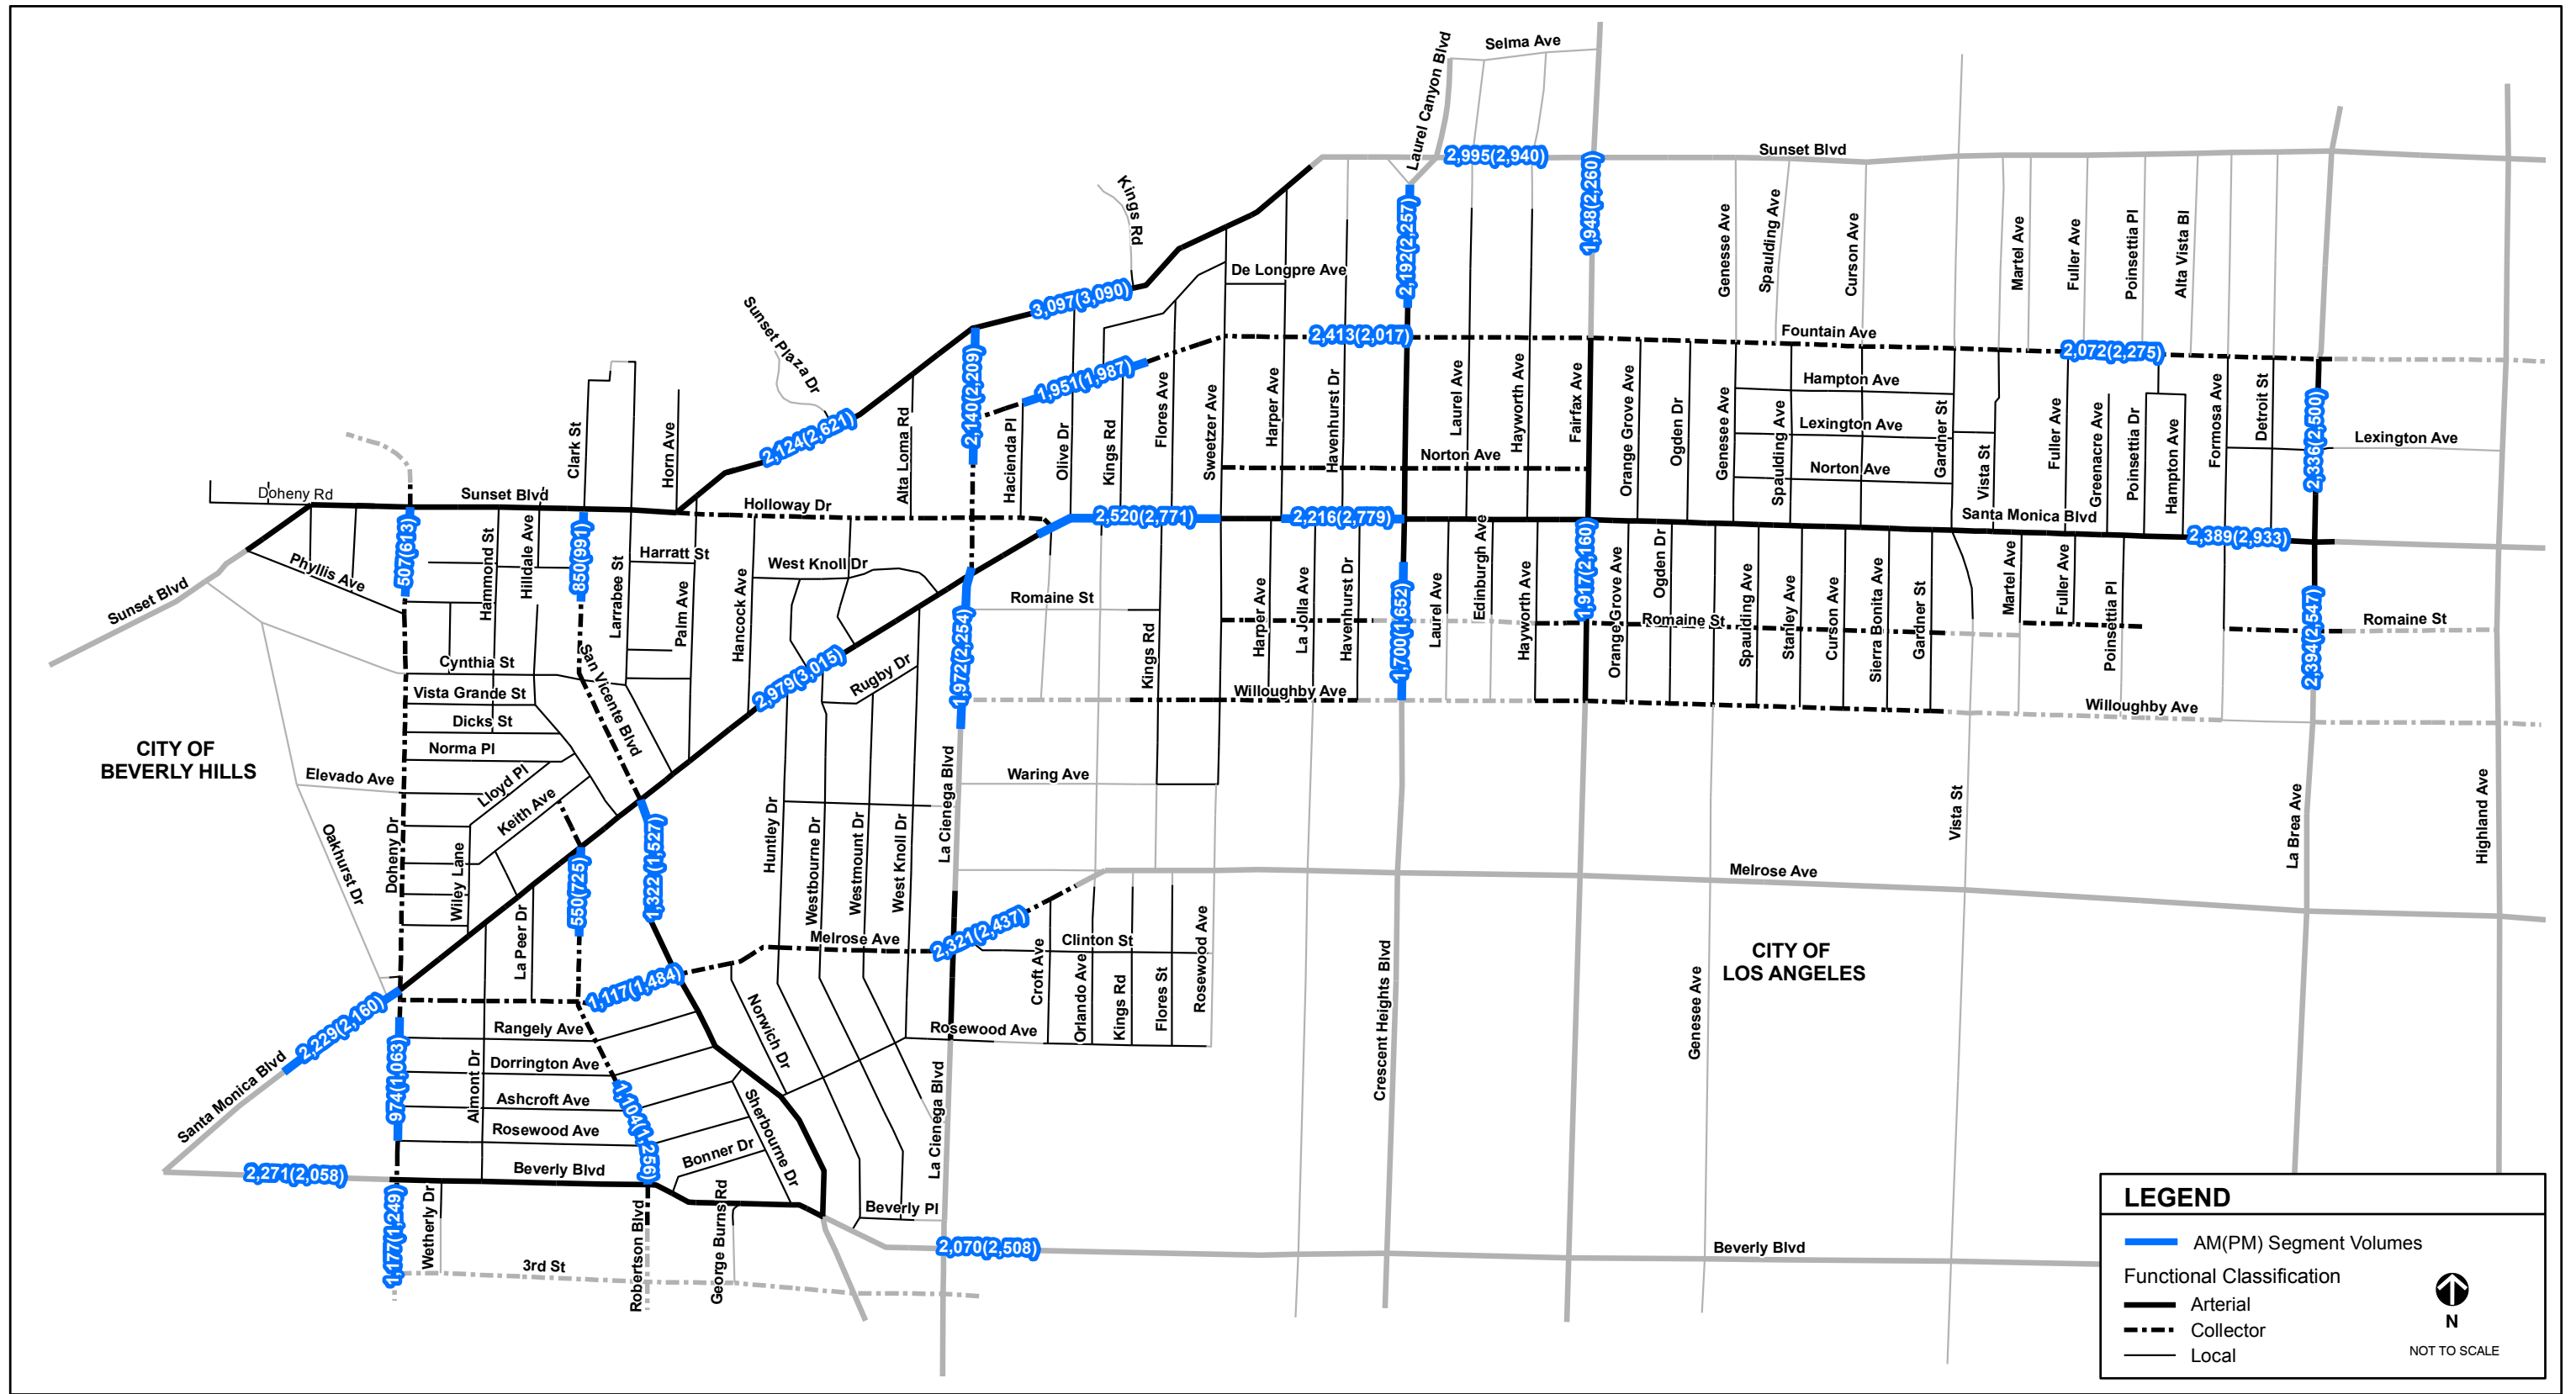 Selma Ave
Laurel Canyon Blvd
2,995(2,940)
Sunset Blvd
1,948(2,260)
Kings Rd
2,192(2,257)
Genesse Ave
Spaulding Ave
Curson Ave
Martel Ave
Fuller Ave
Poinsettia Pl
Alta Vista Bl
De Longpre Ave
3,097(3,090)
Sunset Plaza Dr
2,413(2,017)
Fountain Ave
2,072(2,275)
2,140(2,209)
1,951(1,987)
2,124(2,621)
Clark St
Horn Ave
Alta Loma Rd
Hacienda Pl
Olive Dr
Kings Rd
Flores Ave
Sweetzer Ave
Harper Ave
Havenhurst Dr
Laurel Ave
Hayworth Ave
Fairfax Ave
Orange Grove Ave
Ogden Dr
Genesee Ave
Spaulding Ave
Hampton Ave
Lexington Ave
Norton Ave
Gardner St
Vista St
Fuller Ave
Greenacre Ave
Poinsettia Dr
Hampton Ave
Formosa Ave
Detroit St
2,336(2,500)
Lexington Ave
Norton Ave
Doheny Rd
Sunset Blvd
Holloway Dr
2,520(2,771)
2,216(2,779)
Santa Monica Blvd
2,389(2,933)
507(613)
850(991)
Phyllis Ave
Sunset Blvd
Hammond St
Hilldale Ave
Larrabee St
Harratt St
Palm Ave
Hancock Ave
West Knoll Dr
Romaine St
Kings Rd
Harper Ave
La Jolla Ave
Havenhurst Dr
1,700(1,652)
Laurel Ave
Edinburgh Ave
Hayworth Ave
1,917(2,160)
Orange Grove Ave
Ogden Dr
Romaine St
Spaulding Ave
Stanley Ave
Curson Ave
Sierra Bonita Ave
Gardner St
Martel Ave
Fuller Ave
Poinsettia Pl
2,394(2,547)
Romaine St
Cynthia St
Vista Grande St
Dicks St
Norma Pl
San Vicente Blvd
2,979(3,015)
Rugby Dr
1,972(2,254)
Willoughby Ave
Willoughby Ave
CITY OF
BEVERLY HILLS
Elevado Ave
Lloyd Pl
Keith Ave
Oakhurst Dr
Doheny Dr
Wiley Lane
La Peer Dr
550(725)
1,322(1,527)
Huntley Dr
Westbourne Dr
Westmount Dr
West Knoll Dr
La Cienega Blvd
Waring Ave
Vista St
La Brea Ave
Highland Ave
Melrose Ave
Melrose Ave
2,321(2,437)
Clinton St
Croft Ave
Orlando Ave
Kings Rd
Flores St
Rosewood Ave
Crescent Heights Blvd
Genesee Ave
CITY OF
LOS ANGELES
1,117(1,484)
2,229(2,160)
Santa Monica Blvd
974(1,063)
Rangely Ave
Dorrington Ave
Ashcroft Ave
Rosewood Ave
Almont Dr
1,104(1,256)
Norwich Dr
Sherbourne Dr
Bonner Dr
Rosewood Ave
La Cienega Blvd
2,271(2,058)
Beverly Blvd
Beverly Pl
1,177(1,249)
Wetherly Dr
3rd St
Robertson Blvd
George Burns Rd
2,070(2,508)
Beverly Blvd
LEGEND
AM(PM) Segment Volumes
Functional Classification
Arterial
Collector
Local
N
NOT TO SCALE